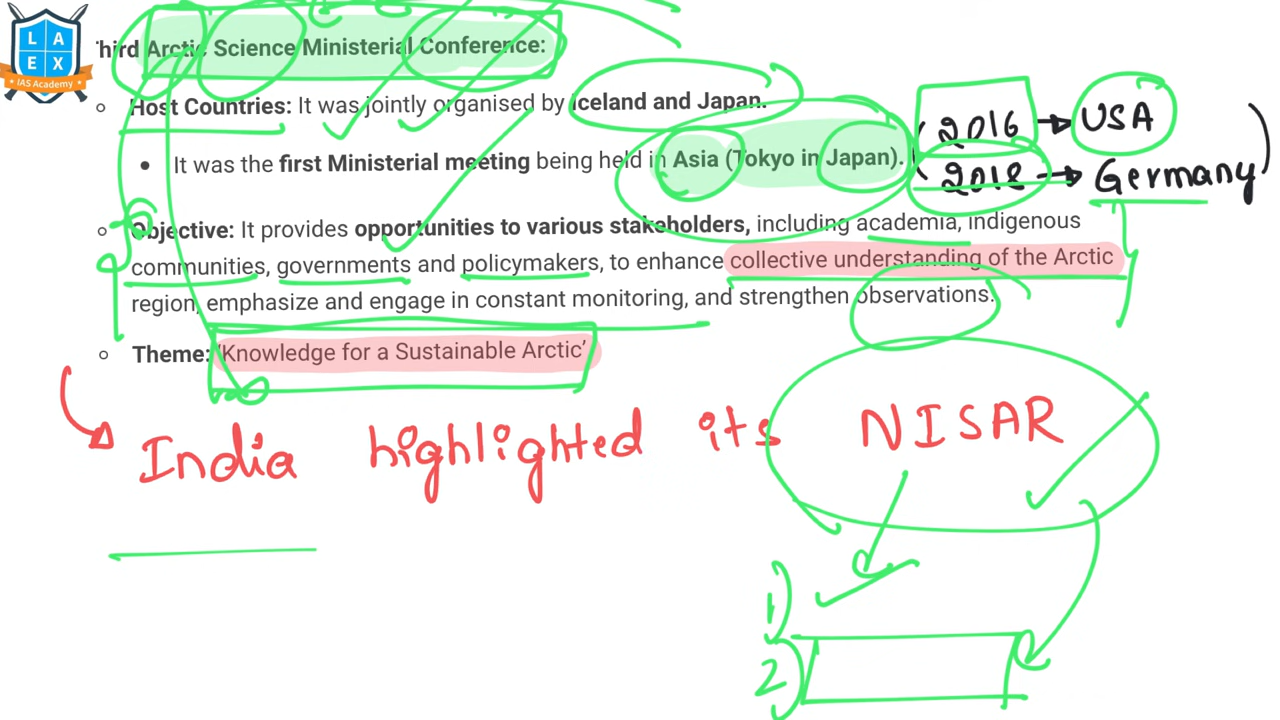 LA
EX
IAS Academy
hird Arctic Science Ministerial Conference:
Host Countries: It was jointly organised by Iceland and Japan.
It was the first Ministerial meeting being held in Asia (Tokyo in Japan).
(2016 → USA
2018 → Germany)
Objective: It provides opportunities to various stakeholders, including academia, indigenous
communities, governments and policymakers, to enhance collective understanding of the Arctic
region, emphasize and engage in constant monitoring, and strengthen observations.
Theme: 'Knowledge for a Sustainable Arctic'
India highlighted its NISAR
1)
2)